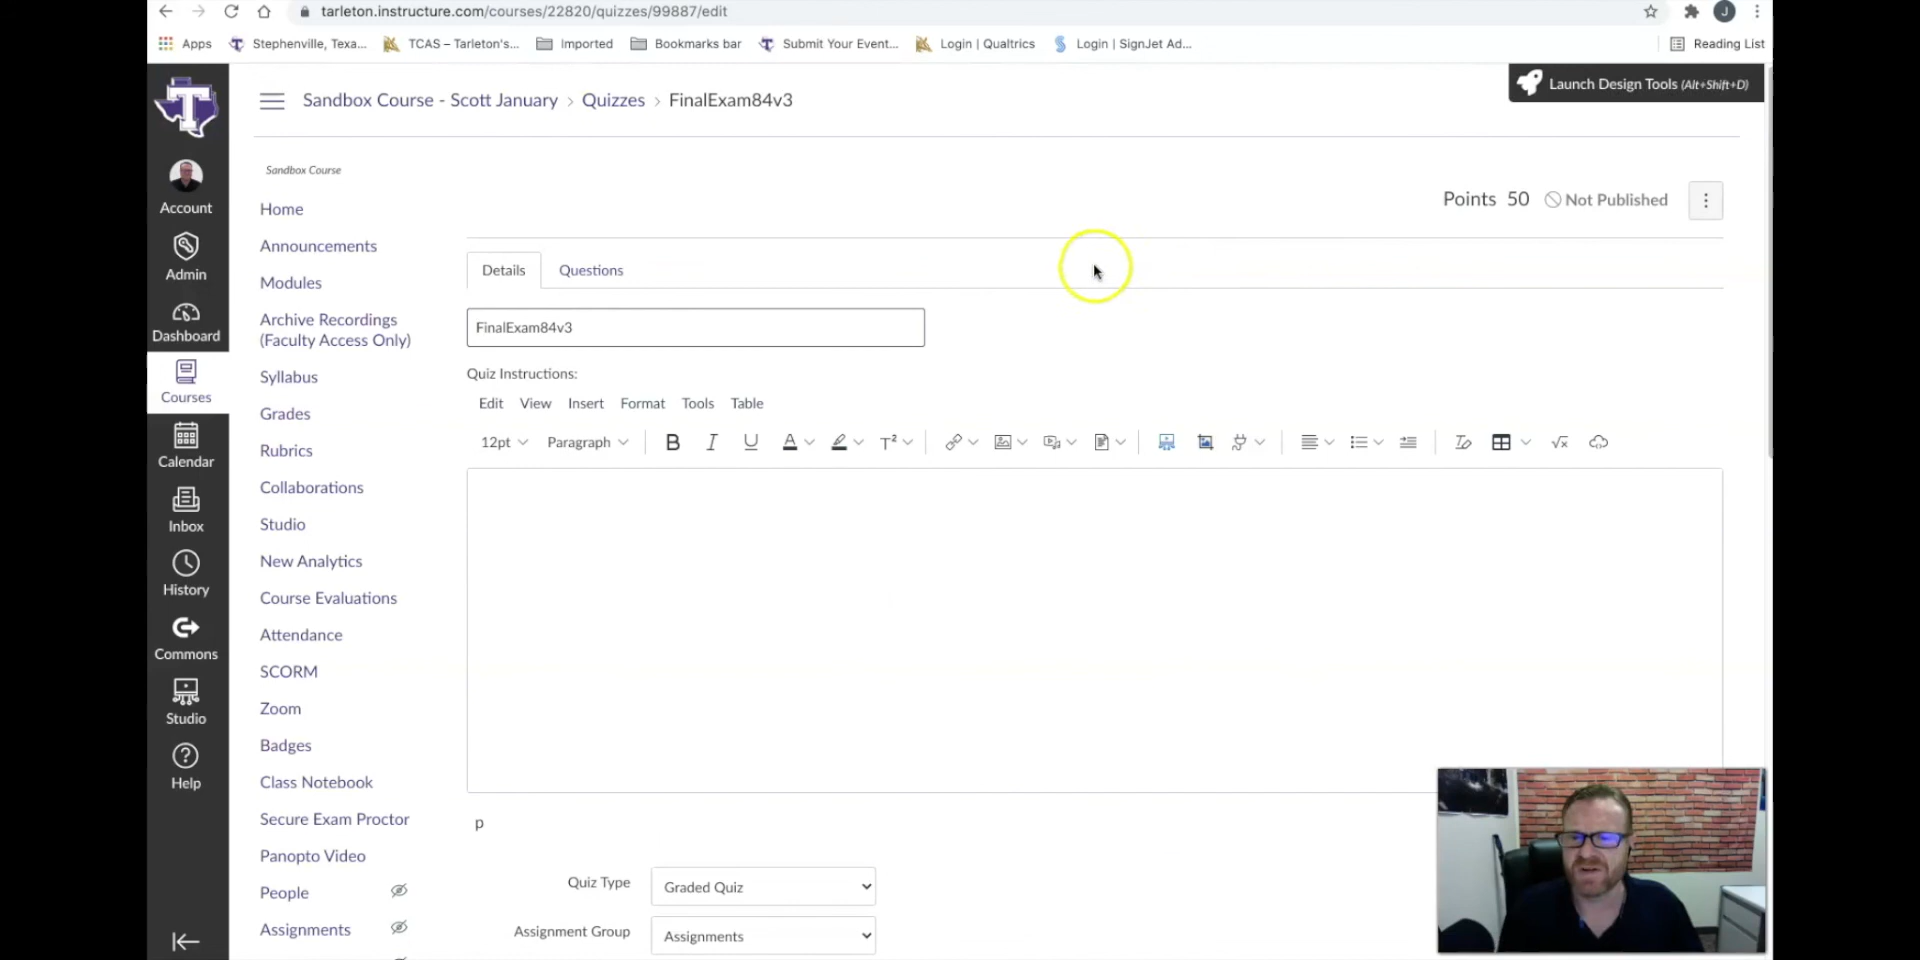 tarleton.instructure.com/courses/22820/quizzes/99887/edit
J
Apps
Stephenville, Texa...
TCAS – Tarleton's...
Imported
Bookmarks bar
Submit Your Event...
Login | Qualtrics
Login | SignJet Ad...
Reading List
T
Sandbox Course - Scott January › Quizzes › FinalExam84v3
Launch Design Tools (Alt+Shift+D)
Account
Admin
Dashboard
Courses
Calendar
Inbox
History
Commons
Studio
Help
Sandbox Course
Home
Announcements
Modules
Archive Recordings
(Faculty Access Only)
Syllabus
Grades
Rubrics
Collaborations
Studio
New Analytics
Course Evaluations
Attendance
SCORM
Zoom
Badges
Class Notebook
Secure Exam Proctor
Panopto Video
People
Assignments
Points 50 Not Published
Details Questions
FinalExam84v3
Quiz Instructions:
Edit View Insert Format Tools Table
12pt Paragraph B I U A T²
p
Quiz Type Graded Quiz
Assignment Group Assignments